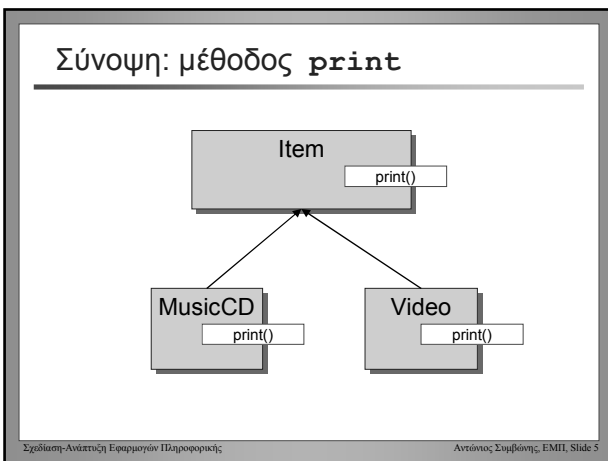 Σύνοψη: μέθοδος print
Item
print()
MusicCD
print()
Video
print()
Σχεδίαση-Ανάπτυξη Εφαρμογών Πληροφορικής
Αντώνιος Συμβώνης, ΕΜΠ, Slide 5